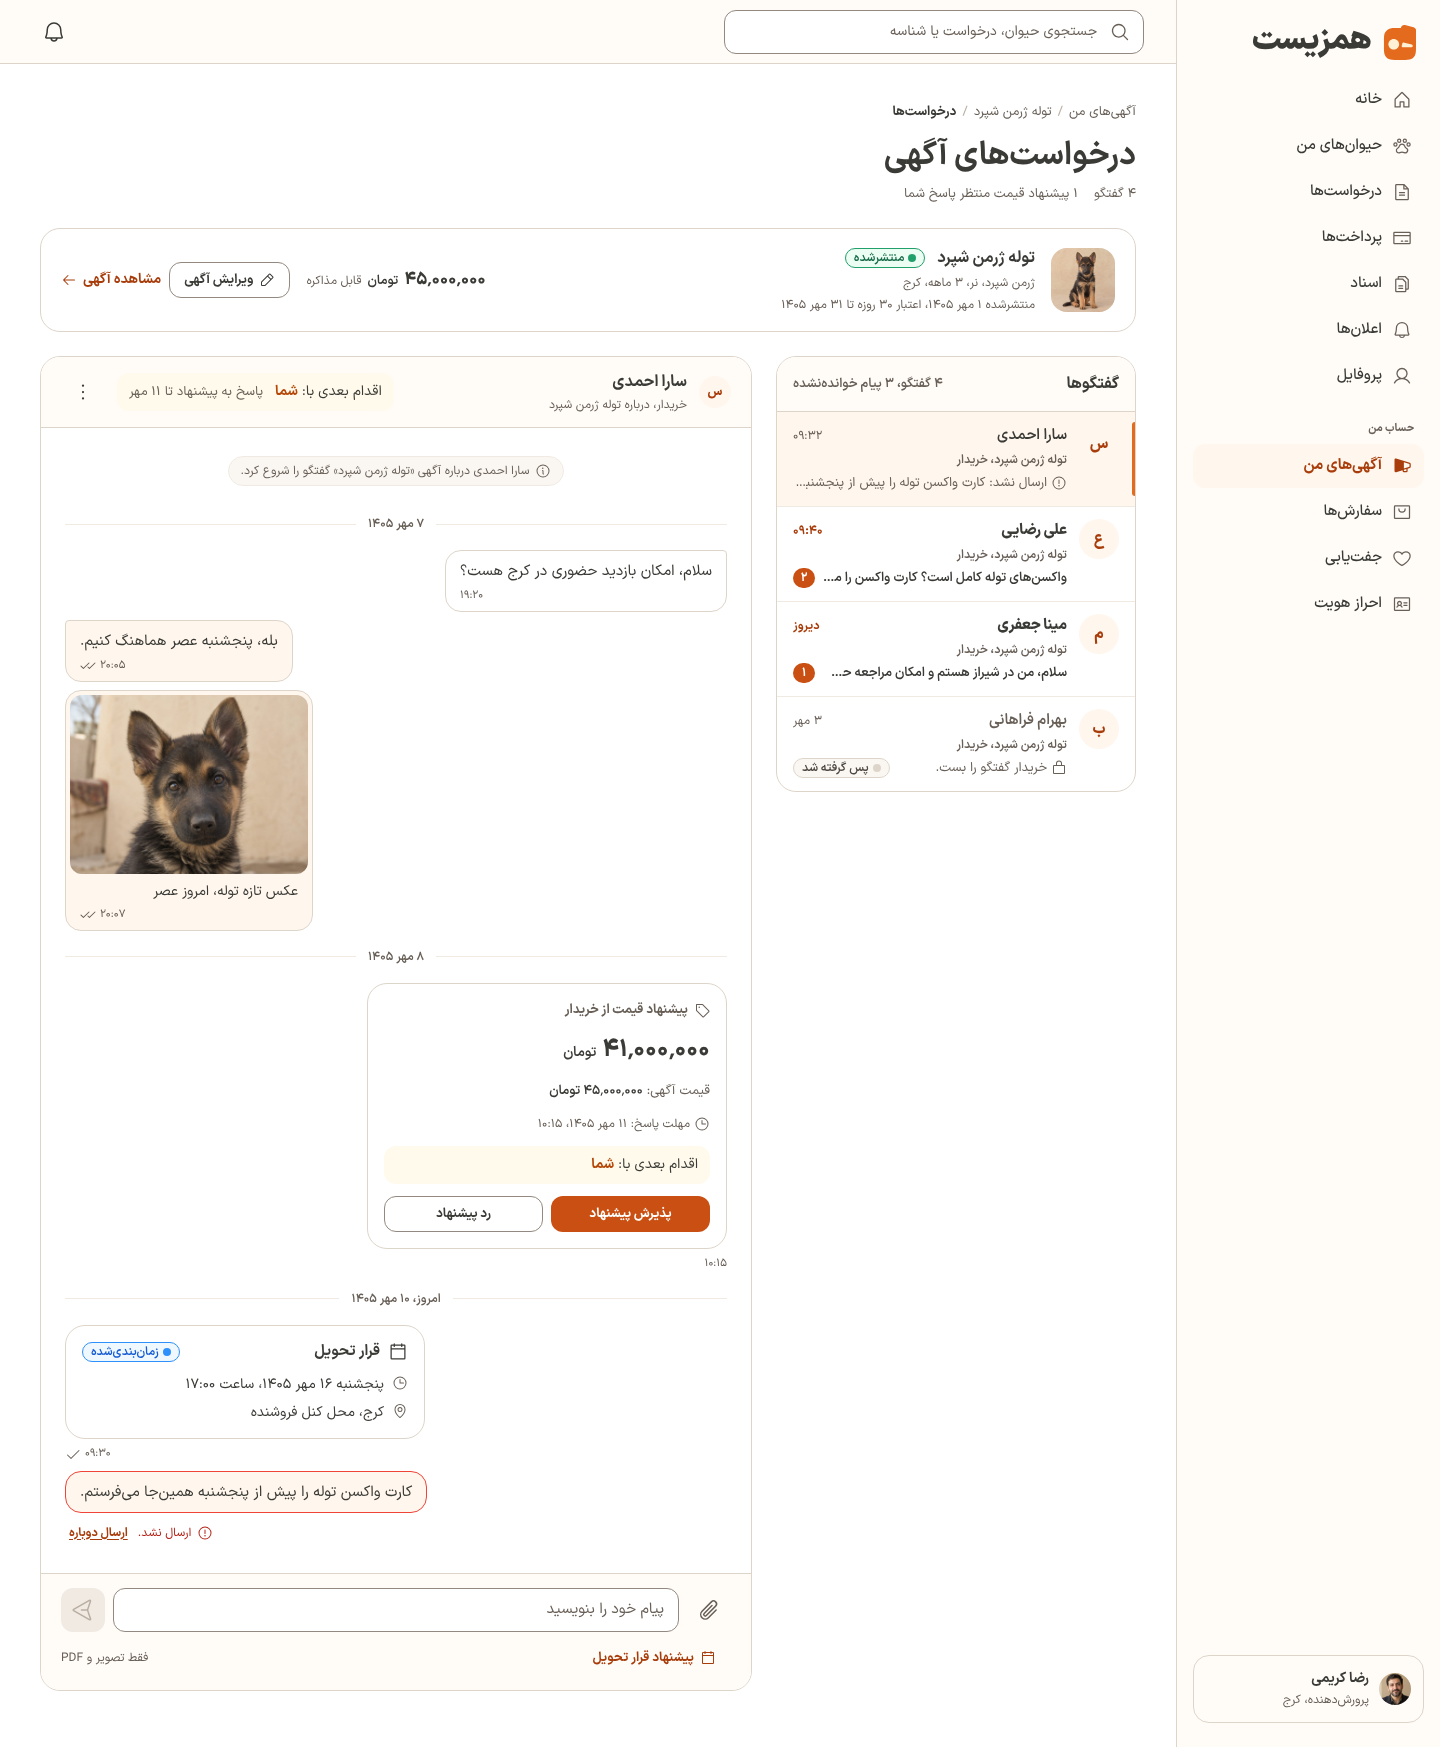 همزیست
خانه
حیوان‌های من
درخواست‌ها
پرداخت‌ها
اسناد
اعلان‌ها
پروفایل
حساب من
آگهی‌های من
سفارش‌ها
جفت‌یابی
احراز هویت
رضا کریمی
پرورش‌دهنده، کرج
جستجوی حیوان، درخواست یا شناسه
آگهی‌های من / توله ژرمن شپرد / درخواست‌ها
درخواست‌های آگهی
۴ گفتگو ۱ پیشنهاد قیمت منتظر پاسخ شما
توله ژرمن شپرد منتشرشده
ژرمن شپرد، نر، ۳ ماهه، کرج
منتشرشده ۱ مهر ۱۴۰۵، اعتبار ۳۰ روزه تا ۳۱ مهر ۱۴۰۵
۴۵٬۰۰۰٬۰۰۰ تومان قابل مذاکره
ویرایش آگهی
مشاهده آگهی
گفتگوها
۴ گفتگو، ۳ پیام خوانده‌نشده
س
سارا احمدی ۰۹:۳۲
توله ژرمن شپرد، خریدار
ارسال نشد: کارت واکسن توله را پیش از پنجشنبـ...
ع
علی رضایی ۰۹:۴۰
توله ژرمن شپرد، خریدار
واکسن‌های توله کامل است؟ کارت واکسن را مـ... ۲
م
مینا جعفری دیروز
توله ژرمن شپرد، خریدار
سلام، من در شیراز هستم و امکان مراجعه حـ... ۱
ب
بهرام فراهانی ۳ مهر
توله ژرمن شپرد، خریدار
خریدار گفتگو را بست. پس گرفته شد
س
سارا احمدی
خریدار، درباره توله ژرمن شپرد
اقدام بعدی با: شما پاسخ به پیشنهاد تا ۱۱ مهر
سارا احمدی درباره آگهی «توله ژرمن شپرد» گفتگو را شروع کرد.
۷ مهر ۱۴۰۵
سلام، امکان بازدید حضوری در کرج هست؟
۱۹:۲۰
بله، پنجشنبه عصر هماهنگ کنیم.
۲۰:۰۵
عکس تازه توله، امروز عصر
۲۰:۰۷
۸ مهر ۱۴۰۵
پیشنهاد قیمت از خریدار
۴۱٬۰۰۰٬۰۰۰ تومان
قیمت آگهی: ۴۵٬۰۰۰٬۰۰۰ تومان
مهلت پاسخ: ۱۱ مهر ۱۴۰۵، ۱۰:۱۵
اقدام بعدی با: شما
پذیرش پیشنهاد
رد پیشنهاد
۱۰:۱۵
امروز، ۱۰ مهر ۱۴۰۵
قرار تحویل زمان‌بندی‌شده
پنجشنبه ۱۶ مهر ۱۴۰۵، ساعت ۱۷:۰۰
کرج، محل کنل فروشنده
۰۹:۳۰
کارت واکسن توله را پیش از پنجشنبه همین‌جا می‌فرستم.
ارسال نشد. ارسال دوباره
پیام خود را بنویسید
پیشنهاد قرار تحویل
فقط تصویر و PDF